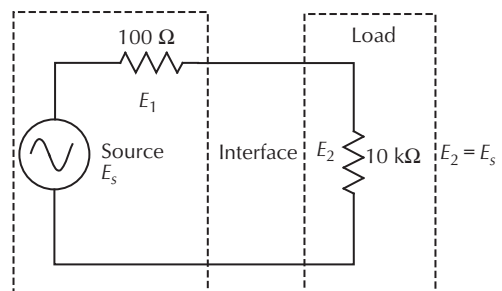 100 Ω
E1
Source
Es
Interface
Load
E2
10 kΩ
E2 = Es